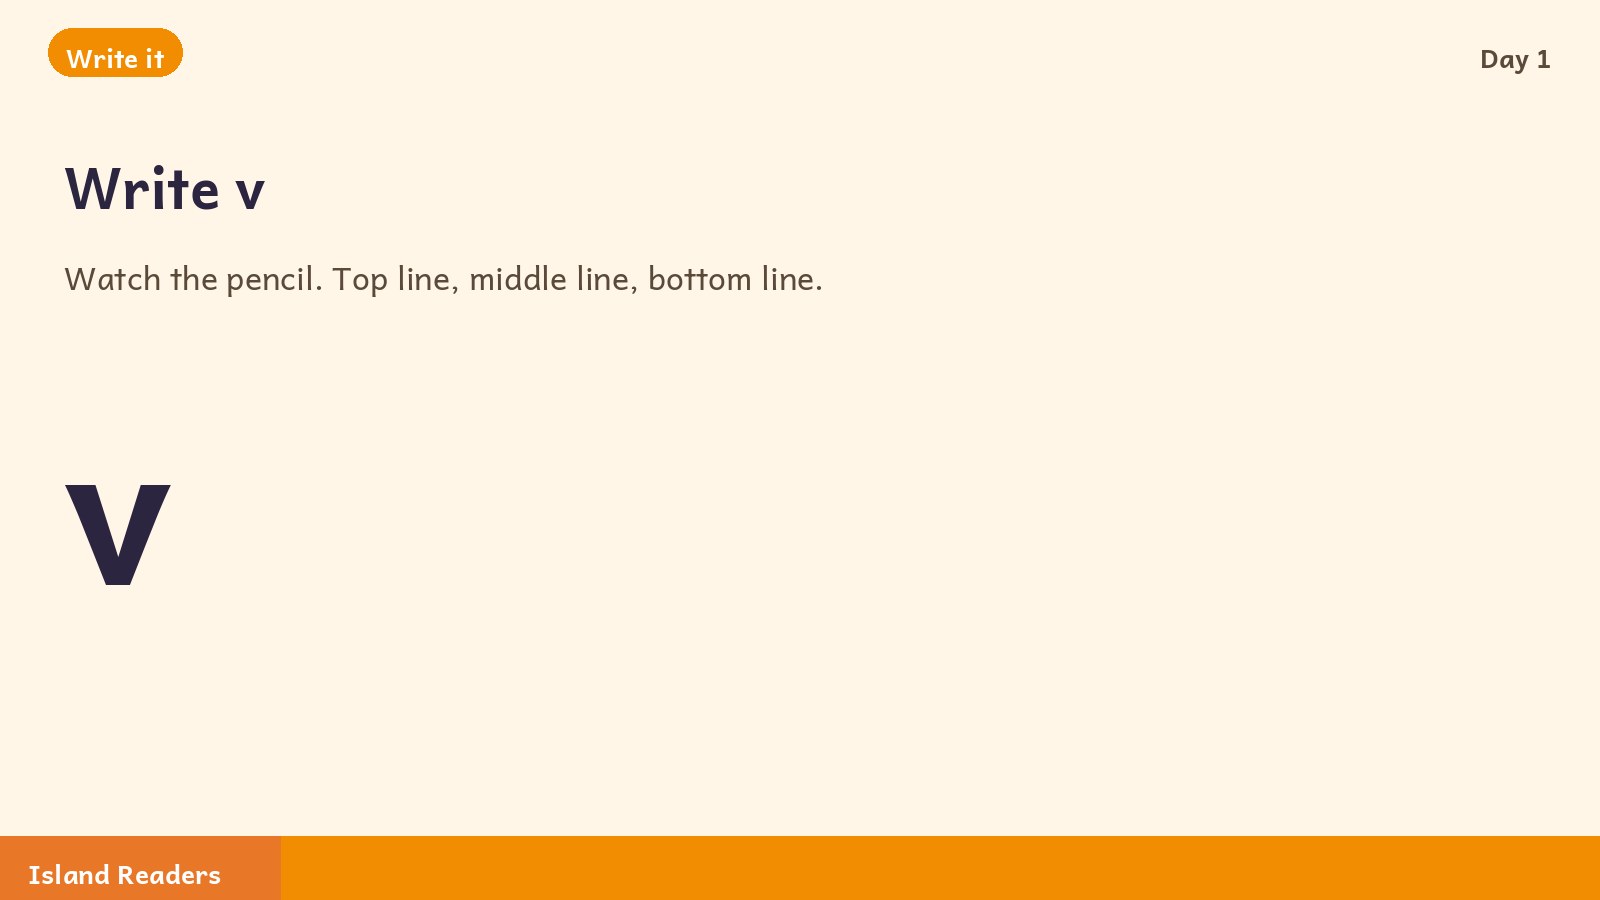 Write it
Day 1
Write v
Watch the pencil. Top line, middle line, bottom line.
v
Island Readers